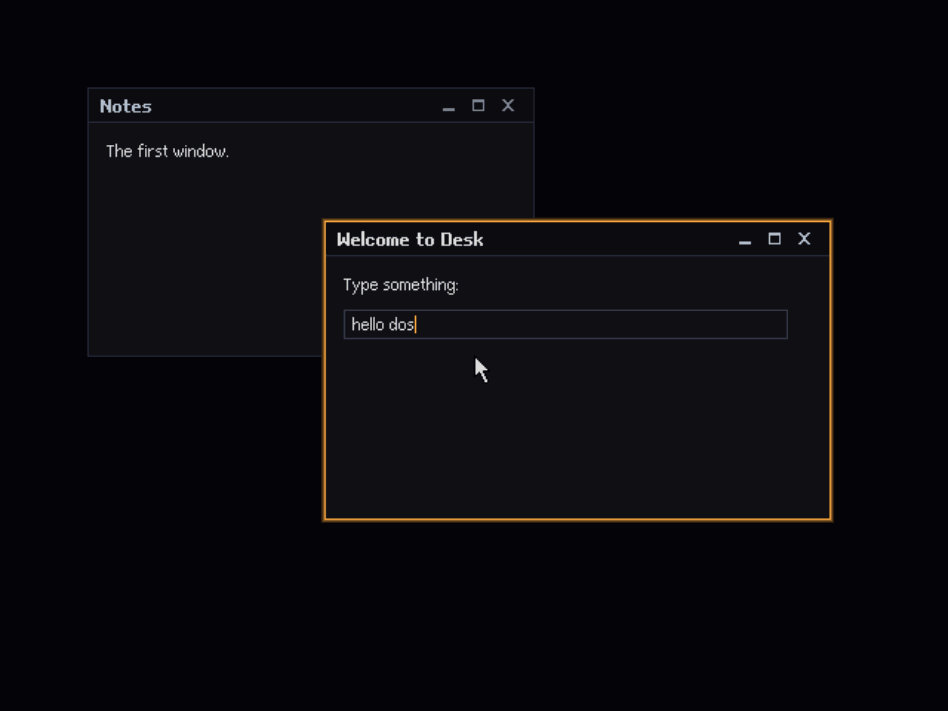 Notes
The first window.
Welcome to Desk
Type something:
hello dos